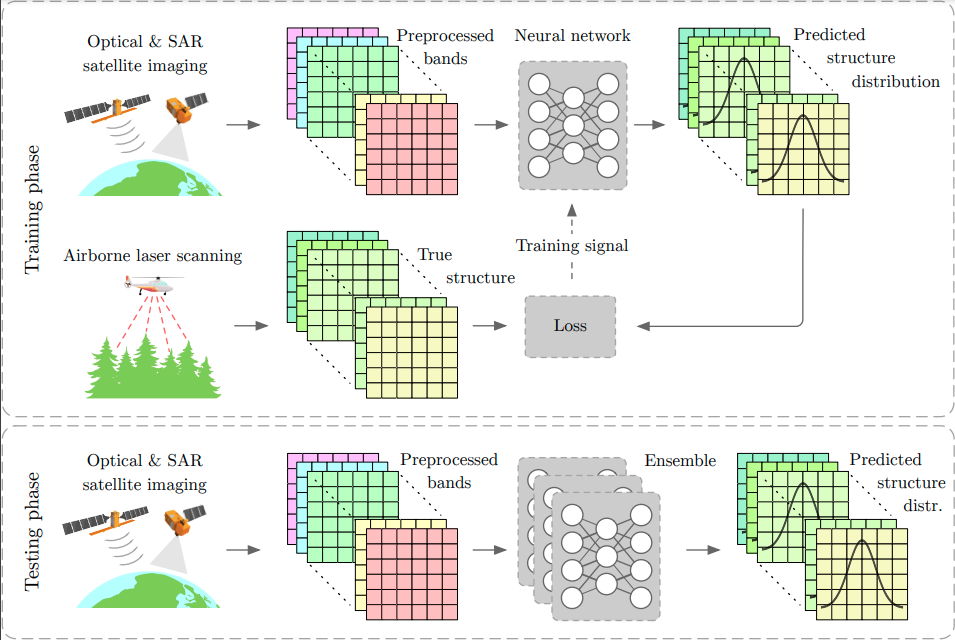 Training phase
Optical & SAR
satellite imaging
Preprocessed
bands
Neural network
Predicted
structure
distribution
Airborne laser scanning
True
structure
Training signal
Loss
Testing phase
Optical & SAR
satellite imaging
Preprocessed
bands
Ensemble
Predicted
structure
distr.